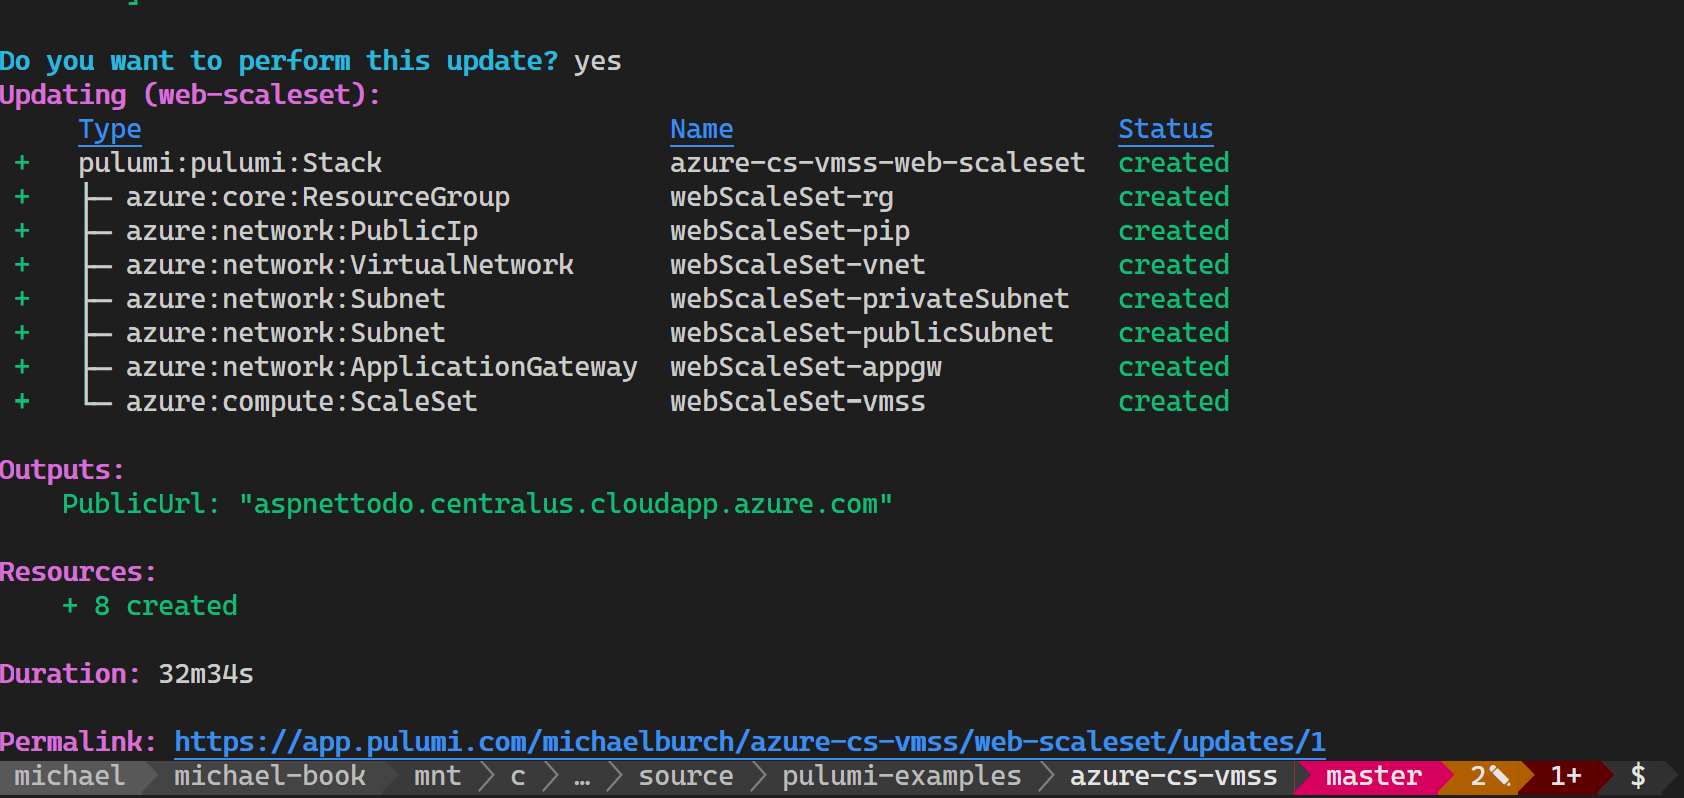 ]
Do you want to perform this update? yes
Updating (web-scaleset):
Type Name Status
+ pulumi:pulumi:Stack azure-cs-vmss-web-scaleset created
+ ├─ azure:core:ResourceGroup webScaleSet-rg created
+ ├─ azure:network:PublicIp webScaleSet-pip created
+ ├─ azure:network:VirtualNetwork webScaleSet-vnet created
+ ├─ azure:network:Subnet webScaleSet-privateSubnet created
+ ├─ azure:network:Subnet webScaleSet-publicSubnet created
+ ├─ azure:network:ApplicationGateway webScaleSet-appgw created
+ └─ azure:compute:ScaleSet webScaleSet-vmss created
Outputs:
PublicUrl: "aspnettodo.centralus.cloudapp.azure.com"
Resources:
+ 8 created
Duration: 32m34s
Permalink: https://app.pulumi.com/michaelburch/azure-cs-vmss/web-scaleset/updates/1
michael michael-book mnt c … source pulumi-examples azure-cs-vmss master 2✎ 1+ $